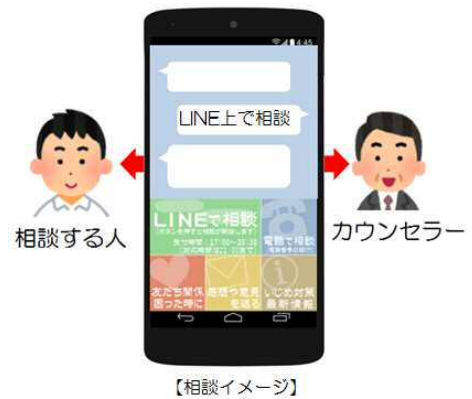 4:45
LINE上で相談
相談する人
カウンセラー
LINEで相談
電話で相談
友だち関係
困った時に
を送る
いじめ対策
最新情報
【相談イメージ】